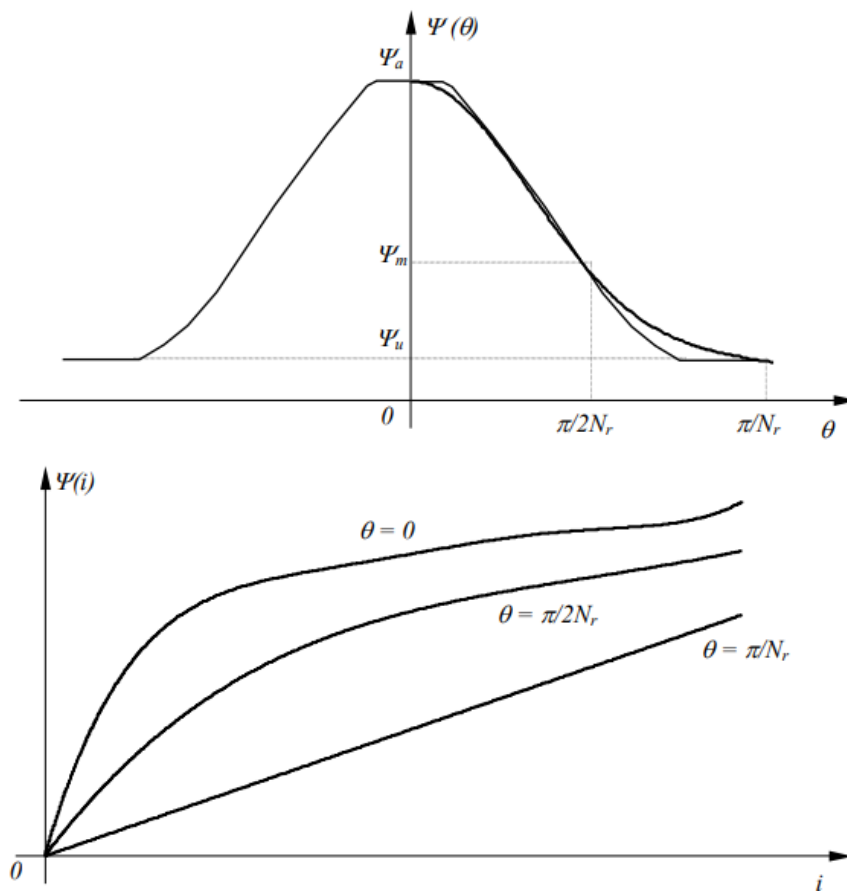 Ψ(θ)
Ψa
Ψm
Ψu
0
π/2Nr
π/Nr
θ
Ψ(i)
θ = 0
θ = π/2Nr
θ = π/Nr
0
i